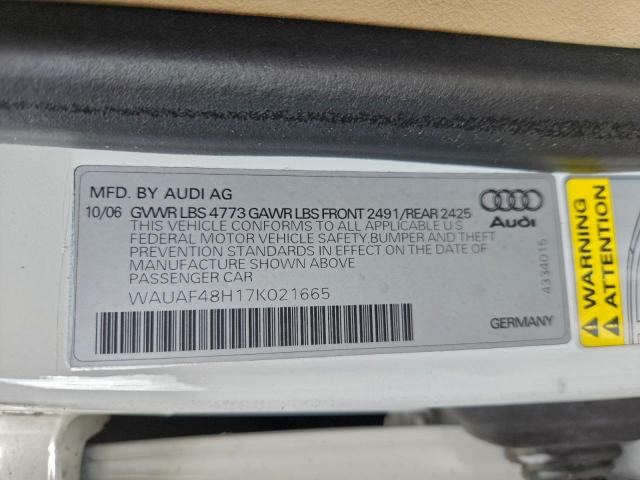 MFD. BY AUDI AG
10/06 GVWR LBS 4773 GAWR LBS FRONT 2491/REAR 2425
THIS VEHICLE CONFORMS TO ALL APPLICABLE U.S.
FEDERAL MOTOR VEHICLE SAFETY,BUMPER AND THEFT
PREVENTION STANDARDS IN EFFECT ON THE DATE OF
MANUFACTURE SHOWN ABOVE
PASSENGER CAR
WAUAF48H17K021665
Audi
4334015
GERMANY
WARNING
AVERTISSEMENT